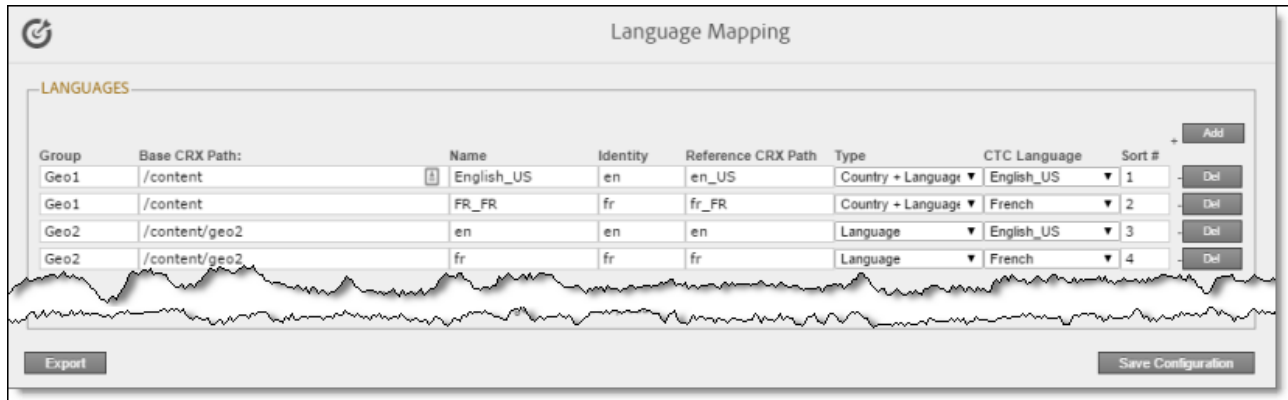 Language Mapping
LANGUAGES
+ Add
Group Base CRX Path: Name Identity Reference CRX Path Type CTC Language Sort #
Geo1 /content English_US en en_US Country + Language English_US 1 - Del
Geo1 /content FR_FR fr fr_FR Country + Language French 2 - Del
Geo2 /content/geo2 en en en Language English_US 3 - Del
Geo2 /content/geo2 fr fr fr Language French 4 - Del
Export Save Configuration